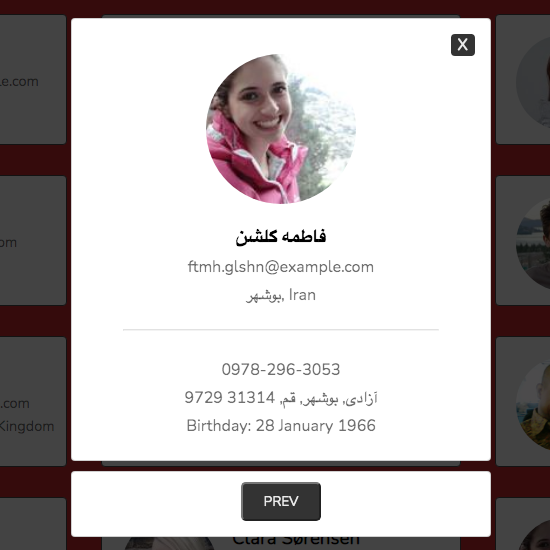 X
فاطمه گلشن
ftmh.glshn@example.com
بوشهر, Iran
0978-296-3053
9729 آزادی, بوشهر, قم, 31314
Birthday: 28 January 1966
PREV
e.com
om
.com
Kingdom
Clara Sørensen